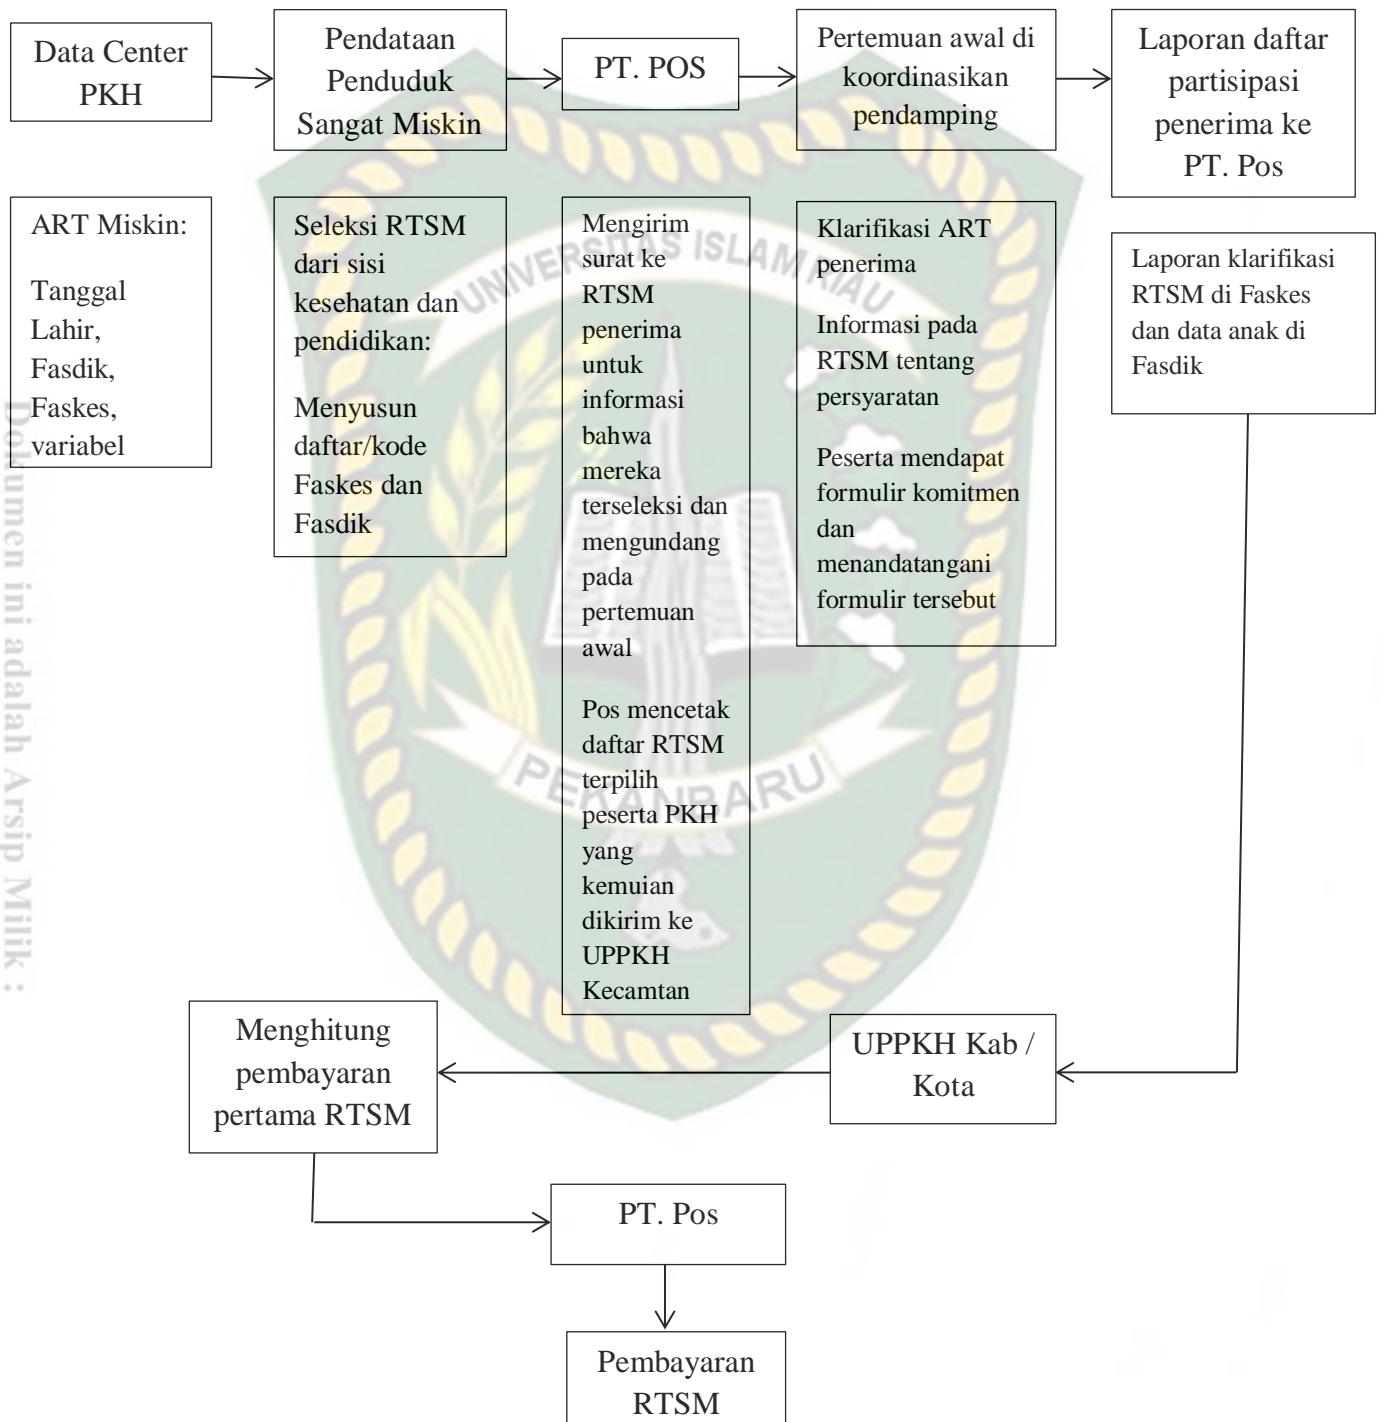 Data Center
PKH
Pendataan
Penduduk
Sangat Miskin
PT. POS
Pertemuan awal di
koordinasikan
pendamping
Laporan daftar
partisipasi
penerima ke
PT. Pos
ART Miskin:
Tanggal
Lahir,
Fasdik,
Faskes,
variabel
Seleksi RTSM
dari sisi
kesehatan dan
pendidikan:
Menyusun
daftar/kode
Faskes dan
Fasdik
Mengirim
surat ke
RTSM
penerima
untuk
informasi
bahwa
mereka
terseleksi dan
mengundang
pada
pertemuan
awal
Pos mencetak
daftar RTSM
terpilih
peserta PKH
yang
kemuian
dikirim ke
UPPKH
Kecamtan
Klarifikasi ART
penerima
Informasi pada
RTSM tentang
persyaratan
Peserta mendapat
formulir komitmen
dan
menandatangani
formulir tersebut
Laporan klarifikasi
RTSM di Faskes
dan data anak di
Fasdik
UPPKH Kab /
Kota
Menghitung
pembayaran
pertama RTSM
PT. Pos
Pembayaran
RTSM
UNIVERSITAS ISLAM RIAU
PEKANBARU
Dokumen ini adalah Arsip Milik :